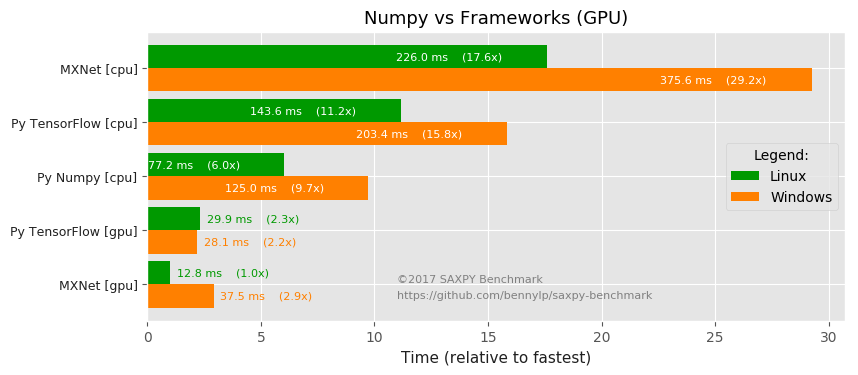 Numpy vs Frameworks (GPU)
MXNet [cpu]
226.0 ms (17.6x)
375.6 ms (29.2x)
Py TensorFlow [cpu]
143.6 ms (11.2x)
203.4 ms (15.8x)
Py Numpy [cpu]
77.2 ms (6.0x)
125.0 ms (9.7x)
Py TensorFlow [gpu]
29.9 ms (2.3x)
28.1 ms (2.2x)
MXNet [gpu]
12.8 ms (1.0x)
37.5 ms (2.9x)
Legend:
Linux
Windows
©2017 SAXPY Benchmark
https://github.com/bennylp/saxpy-benchmark
0 5 10 15 20 25 30
Time (relative to fastest)